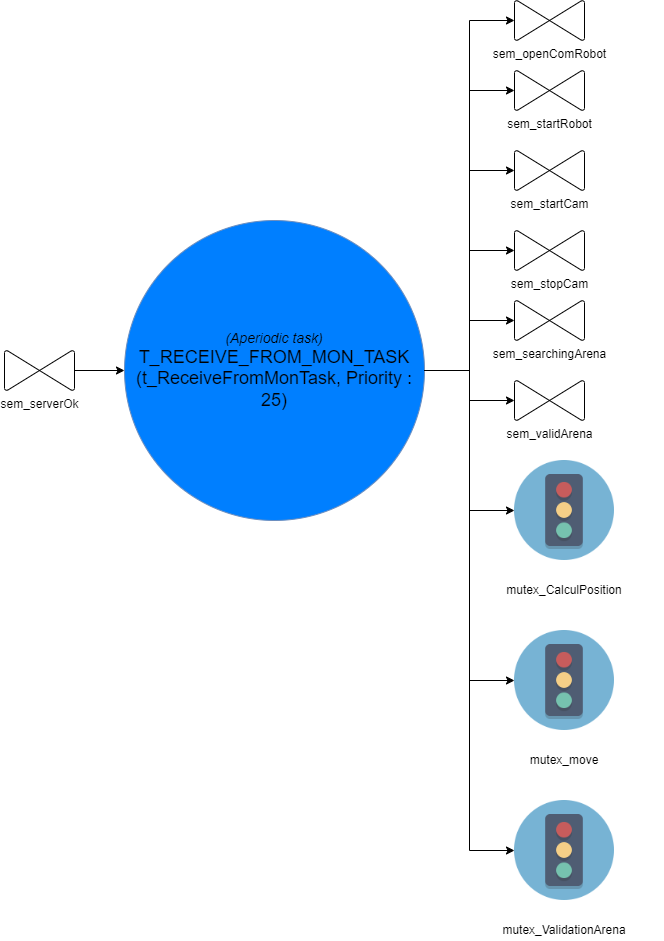 sem_openComRobot
sem_startRobot
sem_startCam
sem_stopCam
(Aperiodic task)
T_RECEIVE_FROM_MON_TASK
(t_ReceiveFromMonTask, Priority :
25)
sem_searchingArena
sem_serverOk
sem_validArena
mutex_CalculPosition
mutex_move
mutex_ValidationArena